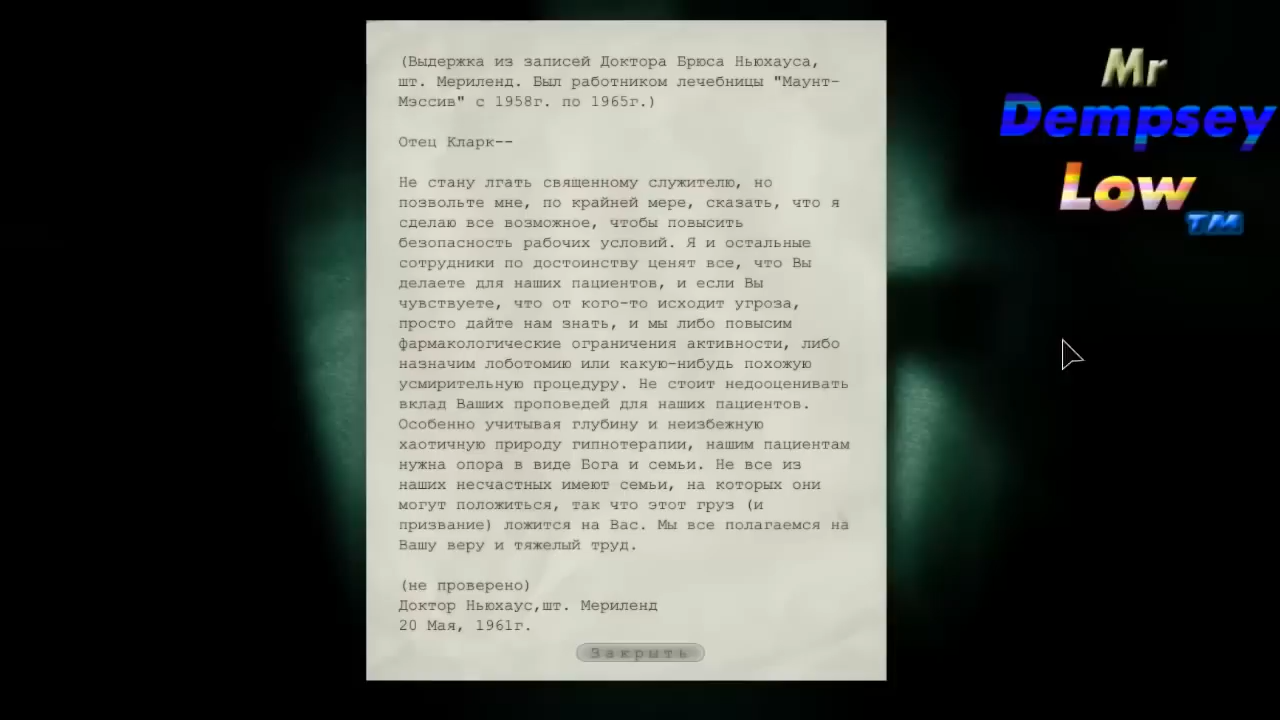 (Выдержка из записей Доктора Брюса Ньюхауса,
шт. Мериленд. Был работником лечебницы "Маунт-
Мэссив" с 1958г. по 1965г.)
Отец Кларк--
Не стану лгать священному служителю, но
позвольте мне, по крайней мере, сказать, что я
сделаю все возможное, чтобы повысить
безопасность рабочих условий. Я и остальные
сотрудники по достоинству ценят все, что Вы
делаете для наших пациентов, и если Вы
чувствуете, что от кого-то исходит угроза,
просто дайте нам знать, и мы либо повысим
фармакологические ограничения активности, либо
назначим лоботомию или какую-нибудь похожую
усмирительную процедуру. Не стоит недооценивать
вклад Ваших проповедей для наших пациентов.
Особенно учитывая глубину и неизбежную
хаотичную природу гипнотерапии, нашим пациентам
нужна опора в виде Бога и семьи. Не все из
наших несчастных имеют семьи, на которых они
могут положиться, так что этот груз (и
призвание) ложится на Вас. Мы все полагаемся на
Вашу веру и тяжелый труд.
(не проверено)
Доктор Ньюхаус,шт. Мериленд
20 Мая, 1961г.
Закрыть
Mr
Dempsey
Low
TM